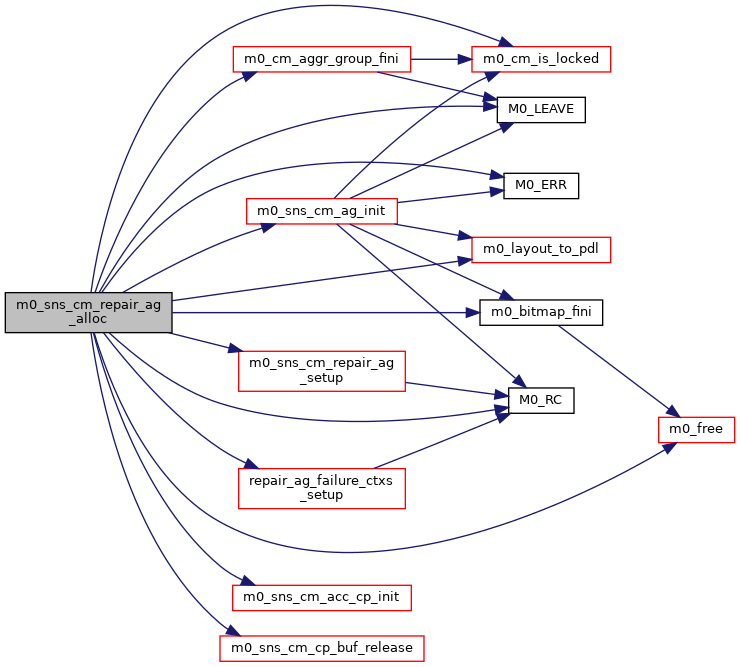 m0_cm_aggr_group_fini
m0_cm_is_locked
M0_LEAVE
M0_ERR
m0_sns_cm_ag_init
m0_layout_to_pdl
m0_sns_cm_repair_ag
_alloc
m0_bitmap_fini
m0_sns_cm_repair_ag
_setup
M0_RC
m0_free
repair_ag_failure_ctxs
_setup
m0_sns_cm_acc_cp_init
m0_sns_cm_cp_buf_release